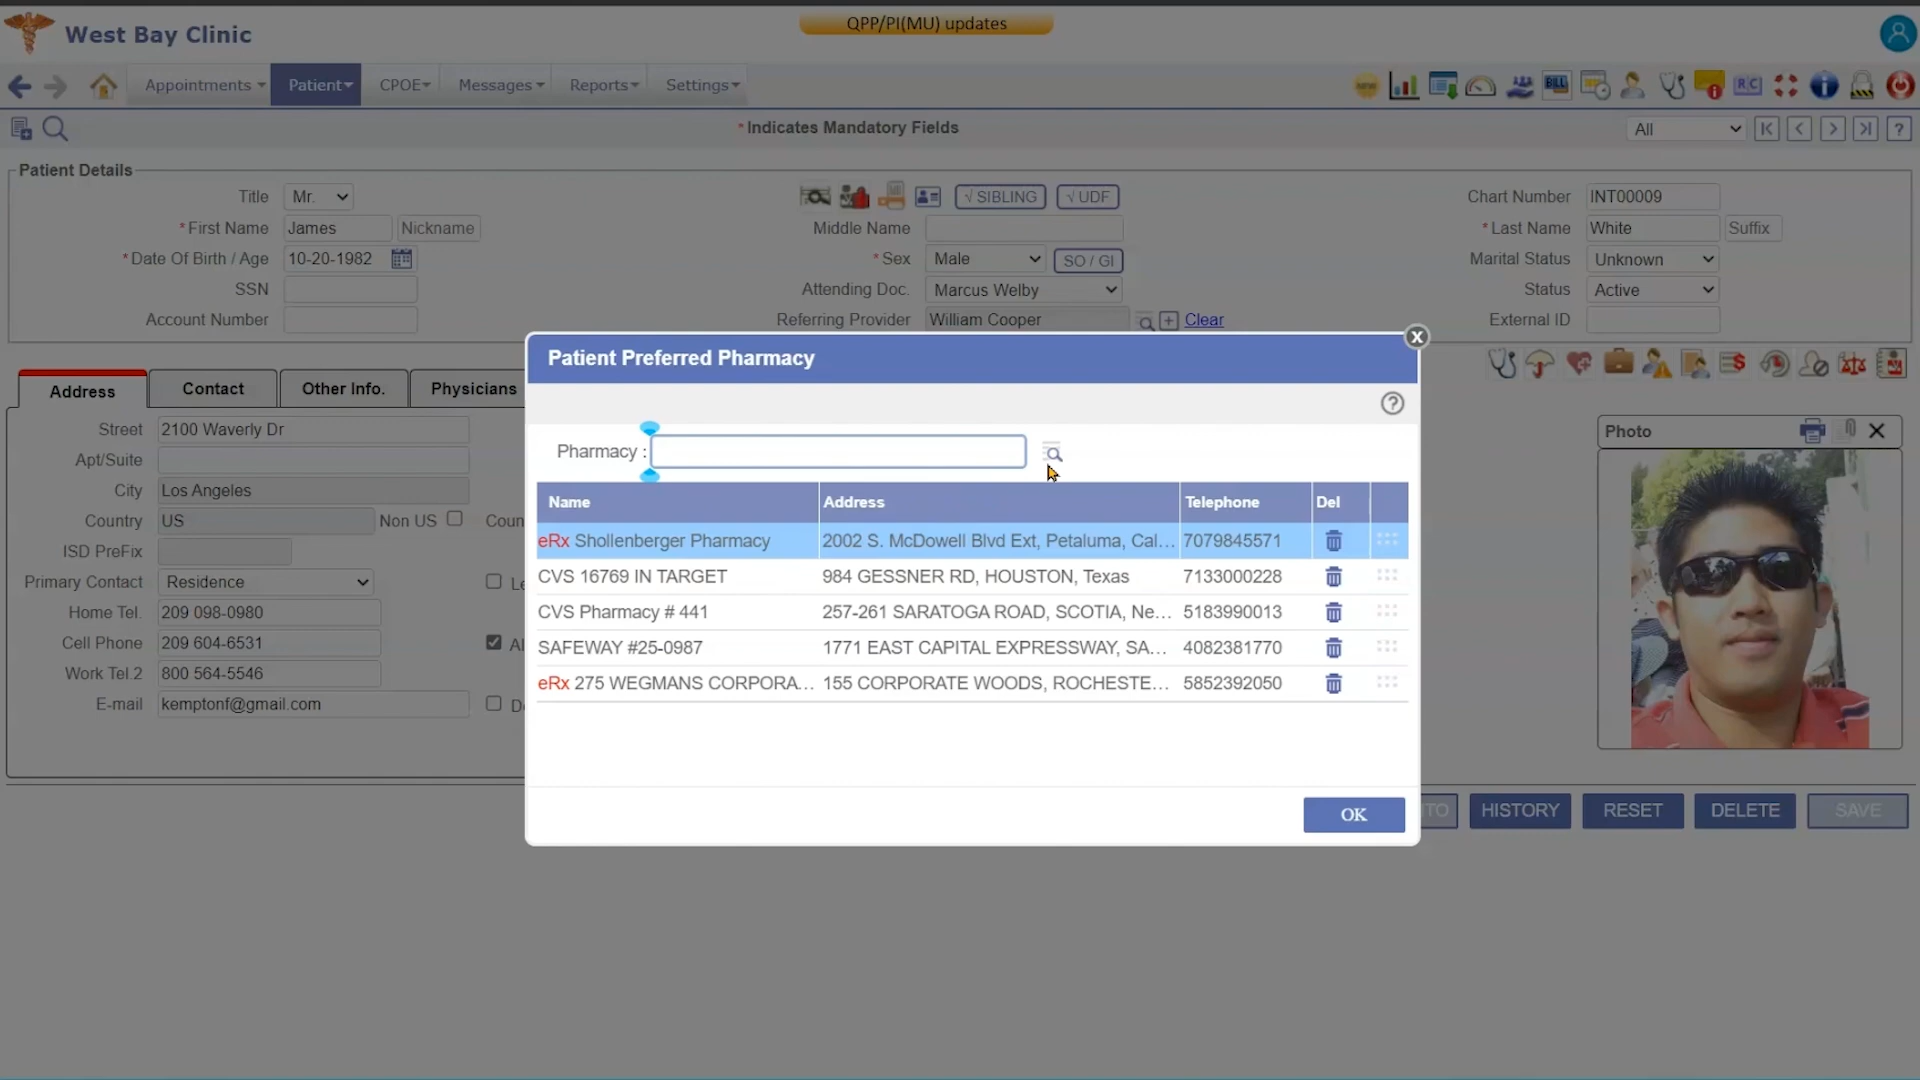 West Bay Clinic
QPP/PI(MU) updates
Appointments Patient CPOE Messages Reports Settings
NEW BILL RC
*Indicates Mandatory Fields
All
?
Patient Details
Title Mr. √ SIBLING √ UDF Chart Number INT00009
*First Name James Nickname Middle Name *Last Name White Suffix
*Date Of Birth / Age 10-20-1982 *Sex Male SO / GI Marital Status Unknown
SSN Attending Doc. Marcus Welby Status Active
Account Number Referring Provider William Cooper Clear External ID
Patient Preferred Pharmacy
X
Address Contact Other Info. Physicians
?
Street 2100 Waverly Dr
Photo
Apt/Suite
Pharmacy :
City Los Angeles
Name Address Telephone Del
Country US Non US Coun
eRx Shollenberger Pharmacy 2002 S. McDowell Blvd Ext, Petaluma, Cal... 7079845571
ISD PreFix
Primary Contact Residence Le
CVS 16769 IN TARGET 984 GESSNER RD, HOUSTON, Texas 7133000228
Home Tel. 209 098-0980
CVS Pharmacy # 441 257-261 SARATOGA ROAD, SCOTIA, Ne... 5183990013
Cell Phone 209 604-6531 Al
SAFEWAY #25-0987 1771 EAST CAPITAL EXPRESSWAY, SA... 4082381770
Work Tel.2 800 564-5546
eRx 275 WEGMANS CORPORA... 155 CORPORATE WOODS, ROCHESTE... 5852392050
E-mail kemptonf@gmail.com D
OK
TO HISTORY RESET DELETE SAVE